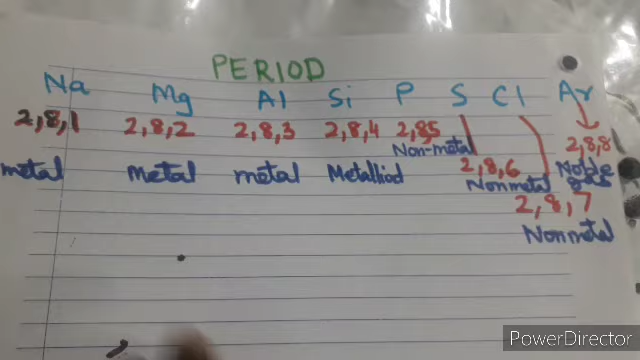 PERIOD
Na Mg Al Si P S Cl Ar
2,8,1 2,8,2 2,8,3 2,8,4 2,8,5 2,8,6 2,8,7 2,8,8
metal metal metal Metalliod Non-metal Nonmetal Nonmetal Noble gas
PowerDirector